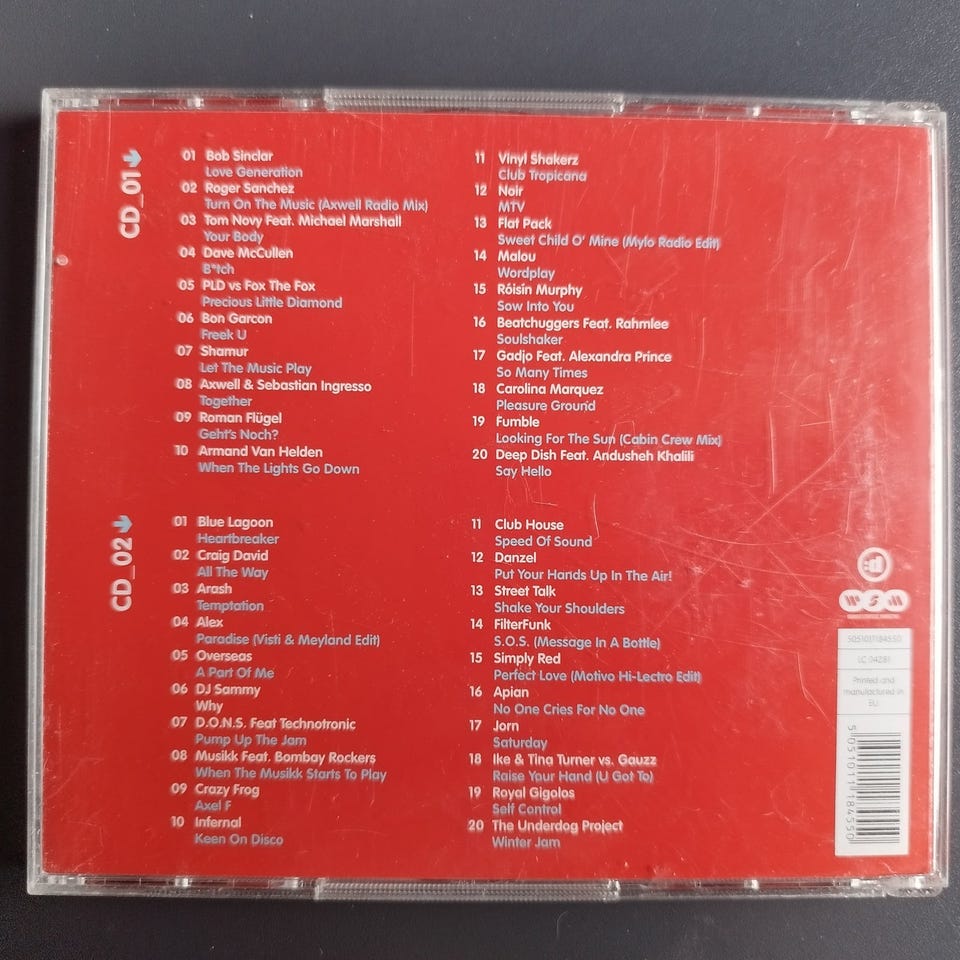 CD_01
01 Bob Sinclar
Love Generation
02 Roger Sanchez
Turn On The Music (Axwell Radio Mix)
03 Tom Novy Feat. Michael Marshall
Your Body
04 Dave McCullen
B*tch
05 PLD vs Fox The Fox
Precious Little Diamond
06 Bon Garcon
Freek U
07 Shamur
Let The Music Play
08 Axwell & Sebastian Ingresso
Together
09 Roman Flügel
Geht's Noch?
10 Armand Van Helden
When The Lights Go Down
11 Vinyl Shakerz
Club Tropicana
12 Noir
MTV
13 Flat Pack
Sweet Child O' Mine (Mylo Radio Edit)
14 Malou
Wordplay
15 Róisín Murphy
Sow Into You
16 Beatchuggers Feat. Rahmlee
Soulshaker
17 Gadjo Feat. Alexandra Prince
So Many Times
18 Carolina Marquez
Pleasure Ground
19 Fumble
Looking For The Sun (Cabin Crew Mix)
20 Deep Dish Feat. Andusheh Khalili
Say Hello
CD_02
01 Blue Lagoon
Heartbreaker
02 Craig David
All The Way
03 Arash
Temptation
04 Alex
Paradise (Visti & Meyland Edit)
05 Overseas
A Part Of Me
06 DJ Sammy
Why
07 D.O.N.S. Feat Technotronic
Pump Up The Jam
08 Musikk Feat. Bombay Rockers
When The Musikk Starts To Play
09 Crazy Frog
Axel F
10 Infernal
Keen On Disco
11 Club House
Speed Of Sound
12 Danzel
Put Your Hands Up In The Air!
13 Street Talk
Shake Your Shoulders
14 FilterFunk
S.O.S. (Message In A Bottle)
15 Simply Red
Perfect Love (Motivo Hi-Lectro Edit)
16 Apian
No One Cries For No One
17 Jorn
Saturday
18 Ike & Tina Turner vs. Gauzz
Raise Your Hand (U Got To)
19 Royal Gigolos
Self Control
20 The Underdog Project
Winter Jam
WSM
5051011184550
LC 04281
Printed and
manufactured in
EU
5 051011 184550